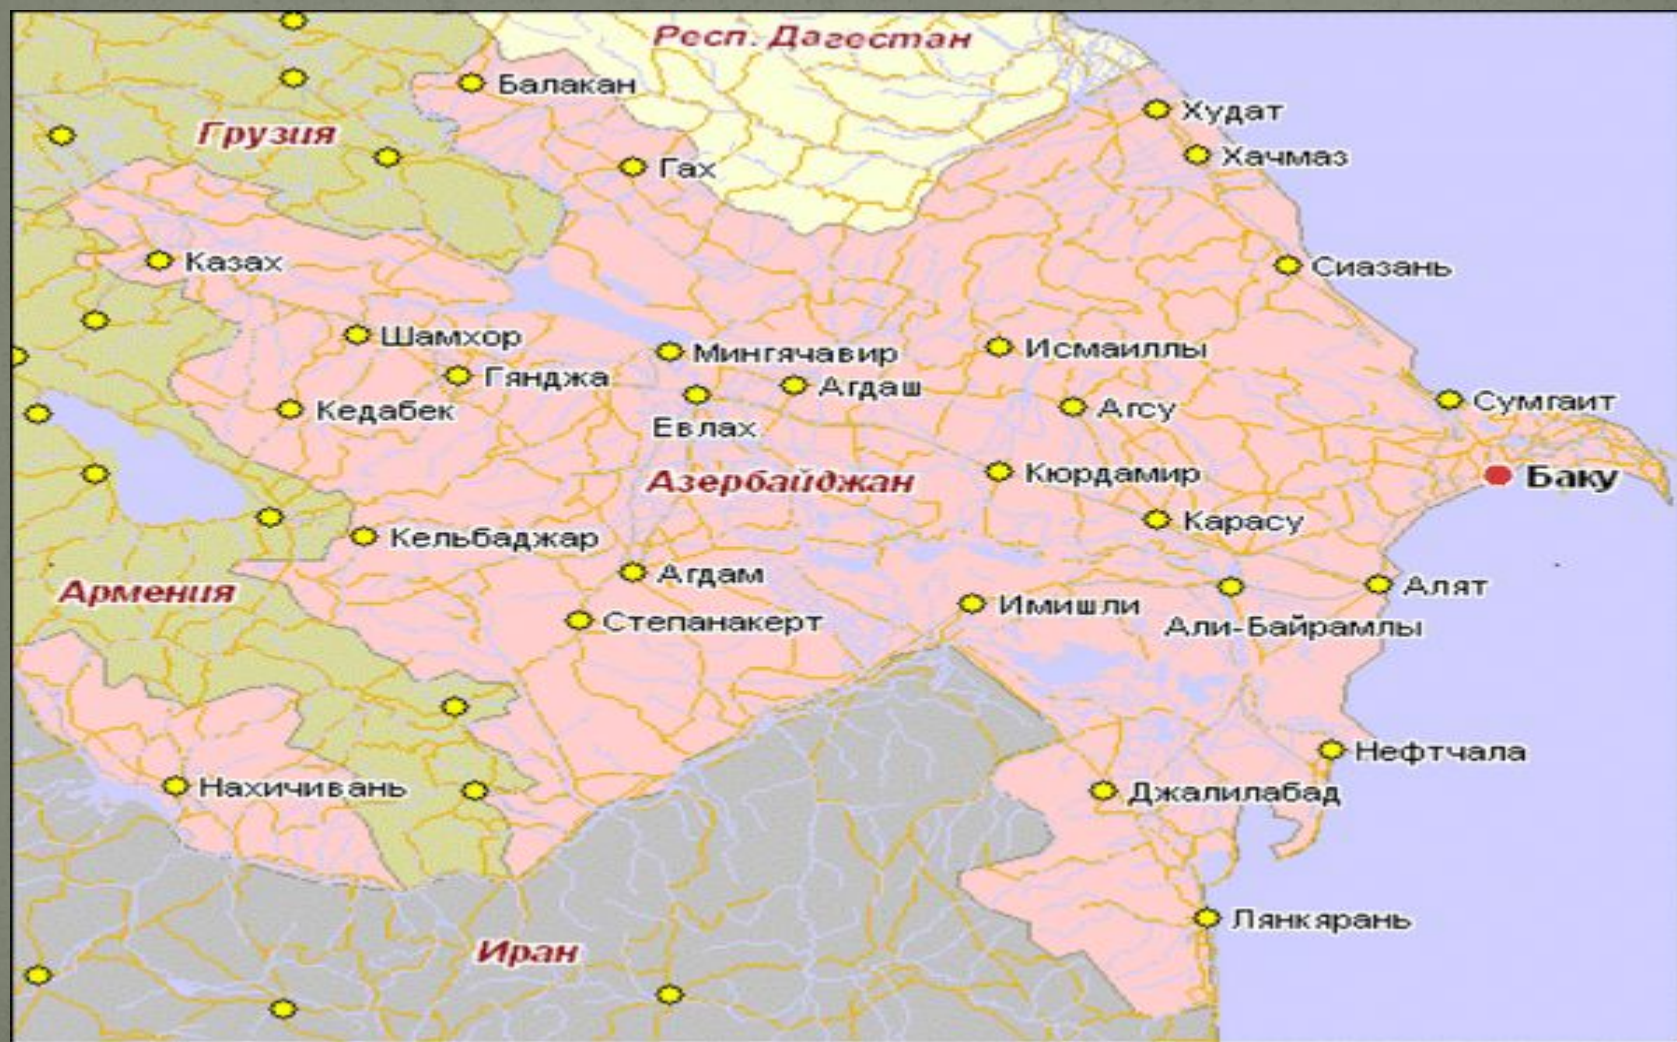 Респ. Дагестан
Балакан
Худат
Грузия
Хачмаз
Гах
Казах
Сиазань
Шамхор
Мингячавир
Исмаиллы
Гянджа
Агдаш
Сумгаит
Кедабек
Агсу
Евлах
Азербайджан
Кюрдамир
Баку
Карасу
Кельбаджар
Агдам
Армения
Алят
Имишли
Степанакерт
Али-Байрамлы
Нефтчала
Нахичивань
Джалилабад
Лянкярань
Иран